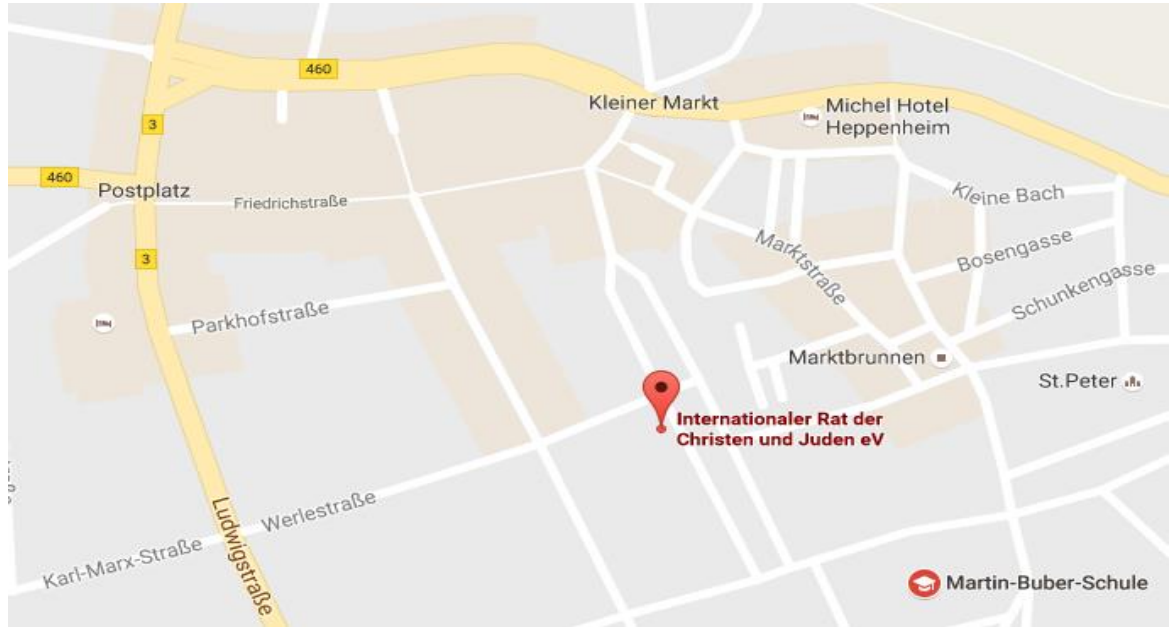 460
Kleiner Markt
Michel Hotel
Heppenheim
3
460
Postplatz
Friedrichstraße
Kleine Bach
Marktstraße
Bosengasse
3
Schunkengasse
Parkhofstraße
Marktbrunnen
St.Peter
Internationaler Rat der
Christen und Juden eV
Werlestraße
Ludwigstraße
Karl-Marx-Straße
Martin-Buber-Schule